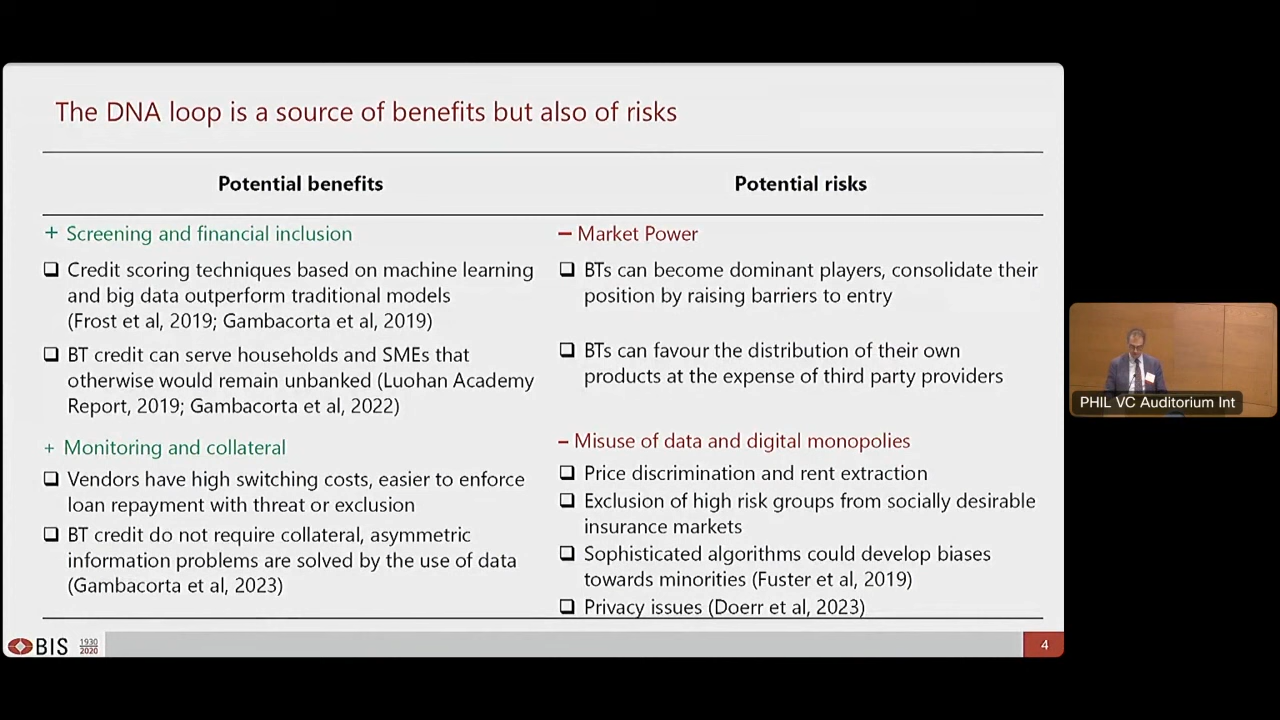 The DNA loop is a source of benefits but also of risks
Potential benefits
Potential risks
+ Screening and financial inclusion
❑ Credit scoring techniques based on machine learning
and big data outperform traditional models
(Frost et al, 2019; Gambacorta et al, 2019)
❑ BT credit can serve households and SMEs that
otherwise would remain unbanked (Luohan Academy
Report, 2019; Gambacorta et al, 2022)
+ Monitoring and collateral
❑ Vendors have high switching costs, easier to enforce
loan repayment with threat or exclusion
❑ BT credit do not require collateral, asymmetric
information problems are solved by the use of data
(Gambacorta et al, 2023)
– Market Power
❑ BTs can become dominant players, consolidate their
position by raising barriers to entry
❑ BTs can favour the distribution of their own
products at the expense of third party providers
– Misuse of data and digital monopolies
❑ Price discrimination and rent extraction
❑ Exclusion of high risk groups from socially desirable
insurance markets
❑ Sophisticated algorithms could develop biases
towards minorities (Fuster et al, 2019)
❑ Privacy issues (Doerr et al, 2023)
BIS
1930
2020
4
PHIL VC Auditorium Int